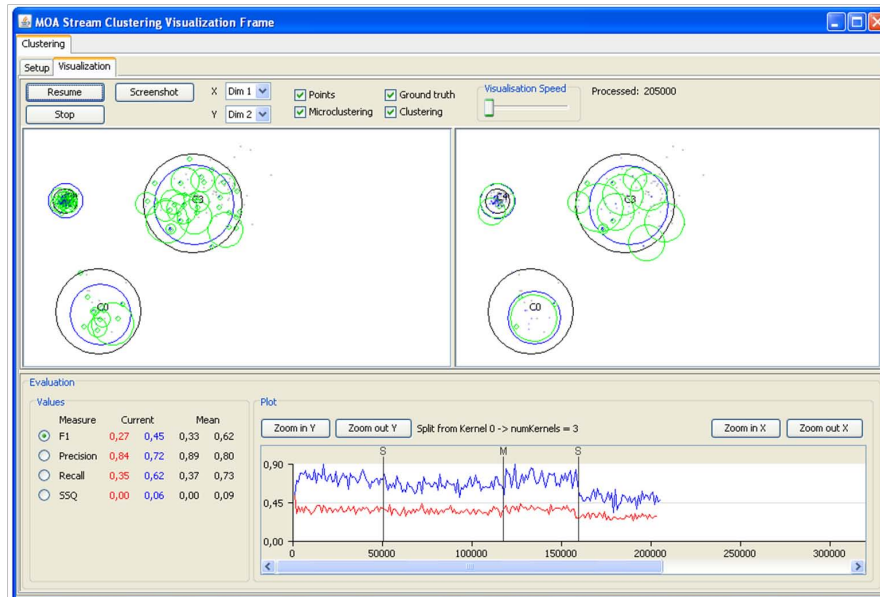 MOA Stream Clustering Visualization Frame
Clustering
Setup Visualization
Resume Screenshot X Dim 1 Points Ground truth Visualisation Speed Processed: 205000
Stop Y Dim 2 Microclustering Clustering
C3 C3
C0 C0
Evaluation
Values Plot
Measure Current Mean
F1 0,27 0,45 0,33 0,62
Precision 0,84 0,72 0,89 0,80
Recall 0,35 0,62 0,37 0,73
SSQ 0,00 0,06 0,00 0,09
Zoom in Y Zoom out Y Split from Kernel 0 -> numKernels = 3 Zoom in X Zoom out X
S M S
0,90
0,45
0,00
0 50000 100000 150000 200000 250000 300000